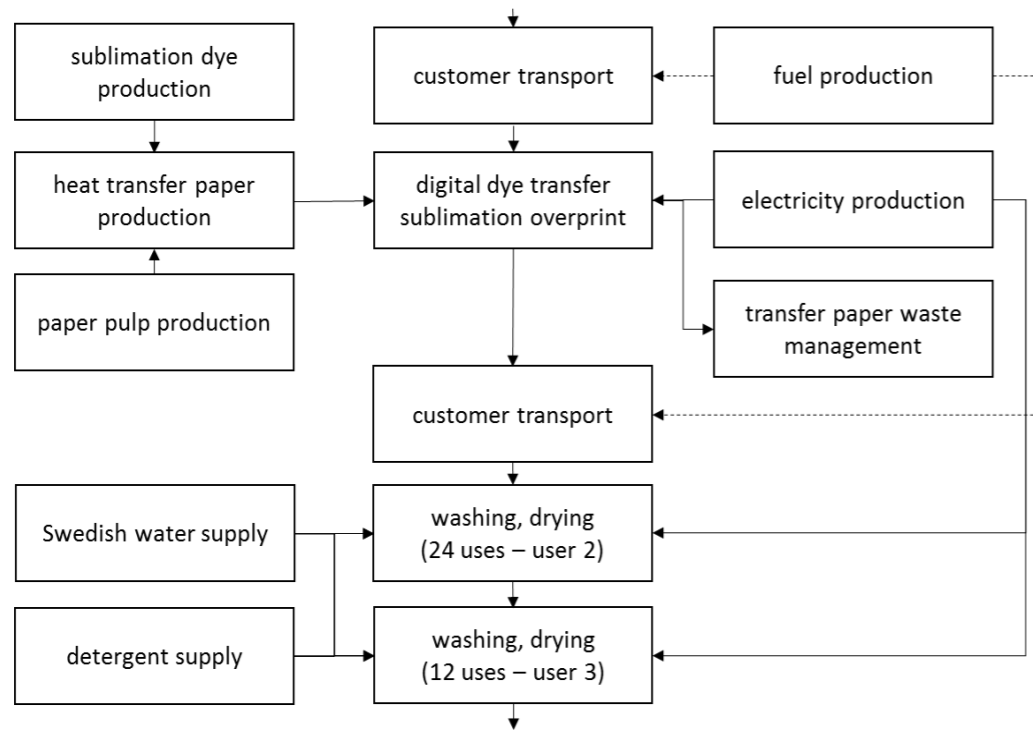 sublimation dye
production
customer transport
fuel production
heat transfer paper
production
digital dye transfer
sublimation overprint
electricity production
paper pulp production
transfer paper waste
management
customer transport
Swedish water supply
washing, drying
(24 uses – user 2)
detergent supply
washing, drying
(12 uses – user 3)